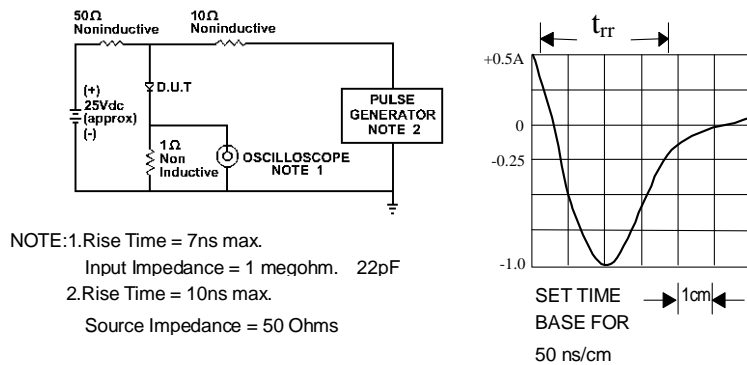 50Ω
Noninductive
10Ω
Noninductive
D.U.T
(+)
25Vdc
(approx)
(-)
1Ω
Non
Inductive
OSCILLOSCOPE
NOTE 1
PULSE
GENERATOR
NOTE 2
NOTE:1.Rise Time = 7ns max.
Input Impedance = 1 megohm. 22pF
2.Rise Time = 10ns max.
Source Impedance = 50 Ohms
trr
+0.5A
0
-0.25
-1.0
SET TIME
BASE FOR
50 ns/cm
1cm